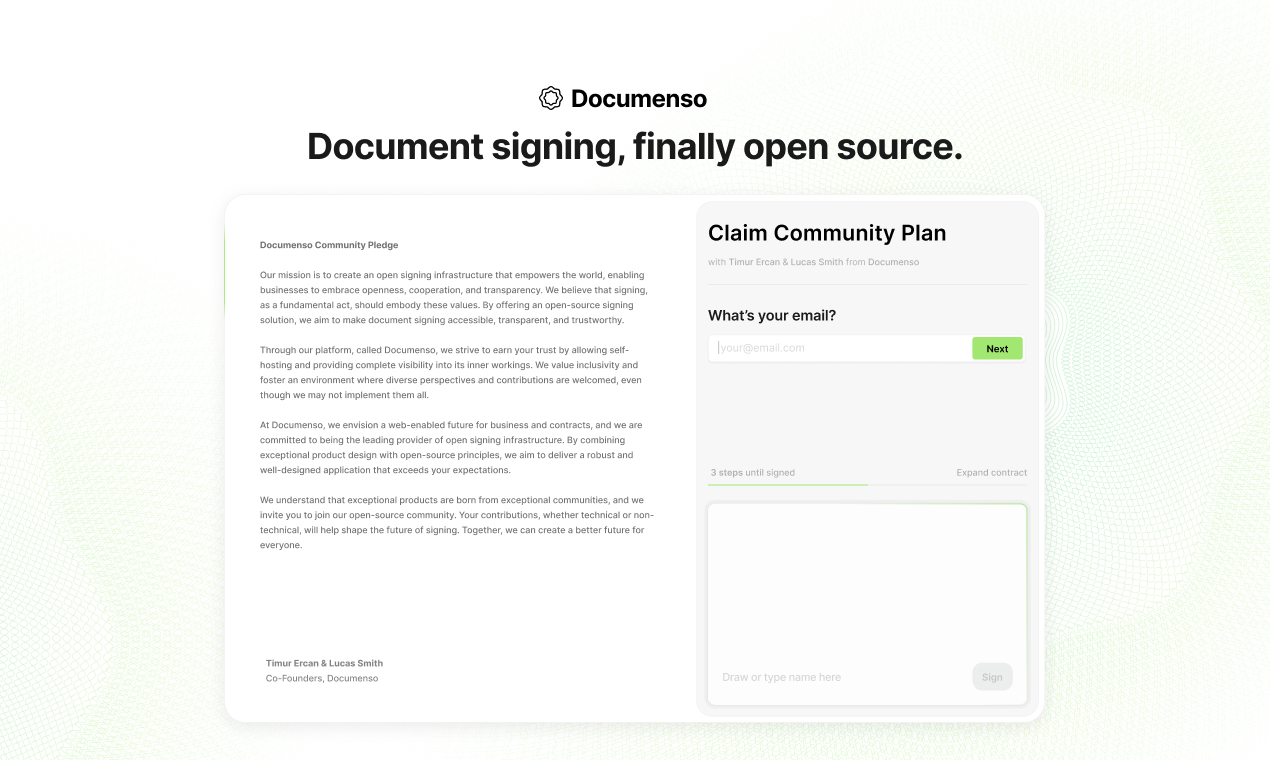 Documenso
Document signing, finally open source.
Documenso Community Pledge
Our mission is to create an open signing infrastructure that empowers the world, enabling
businesses to embrace openness, cooperation, and transparency. We believe that signing,
as a fundamental act, should embody these values. By offering an open-source signing
solution, we aim to make document signing accessible, transparent, and trustworthy.
Through our platform, called Documenso, we strive to earn your trust by allowing self-
hosting and providing complete visibility into its inner workings. We value inclusivity and
foster an environment where diverse perspectives and contributions are welcomed, even
though we may not implement them all.
At Documenso, we envision a web-enabled future for business and contracts, and we are
committed to being the leading provider of open signing infrastructure. By combining
exceptional product design with open-source principles, we aim to deliver a robust and
well-designed application that exceeds your expectations.
We understand that exceptional products are born from exceptional communities, and we
invite you to join our open-source community. Your contributions, whether technical or non-
technical, will help shape the future of signing. Together, we can create a better future for
everyone.
Timur Ercan & Lucas Smith
Co-Founders, Documenso
Claim Community Plan
with Timur Ercan & Lucas Smith from Documenso
What's your email?
your@email.com
Next
3 steps until signed
Expand contract
Draw or type name here
Sign